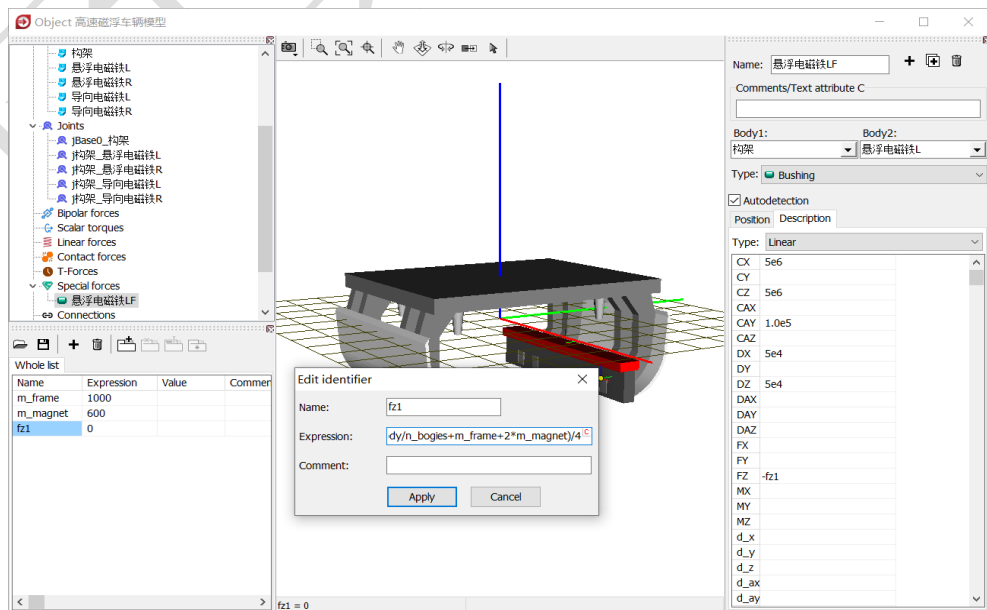 Object 高速磁浮车辆模型
构架
悬浮电磁铁L
悬浮电磁铁R
导向电磁铁L
导向电磁铁R
Joints
jBase0_构架
j构架_悬浮电磁铁L
j构架_悬浮电磁铁R
j构架_导向电磁铁L
j构架_导向电磁铁R
Bipolar forces
Scalar torques
Linear forces
Contact forces
T-Forces
Special forces
悬浮电磁铁LF
Connections
Whole list
Name Expression Value Commen
m_frame 1000
m_magnet 600
fz1 0
Edit identifier
Name: fz1
Expression: dy/n_bogies+m_frame+2*m_magnet)/4 C
Comment:
Apply Cancel
fz1 = 0
Name: 悬浮电磁铁LF
Comments/Text attribute C
Body1: Body2:
构架 悬浮电磁铁L
Type: Bushing
Autodetection
Position Description
Type: Linear
CX 5e6
CY
CZ 5e6
CAX
CAY 1.0e5
CAZ
DX 5e4
DY
DZ 5e4
DAX
DAY
DAZ
FX
FY
FZ -fz1
MX
MY
MZ
d_x
d_y
d_z
d_ax
d_ay